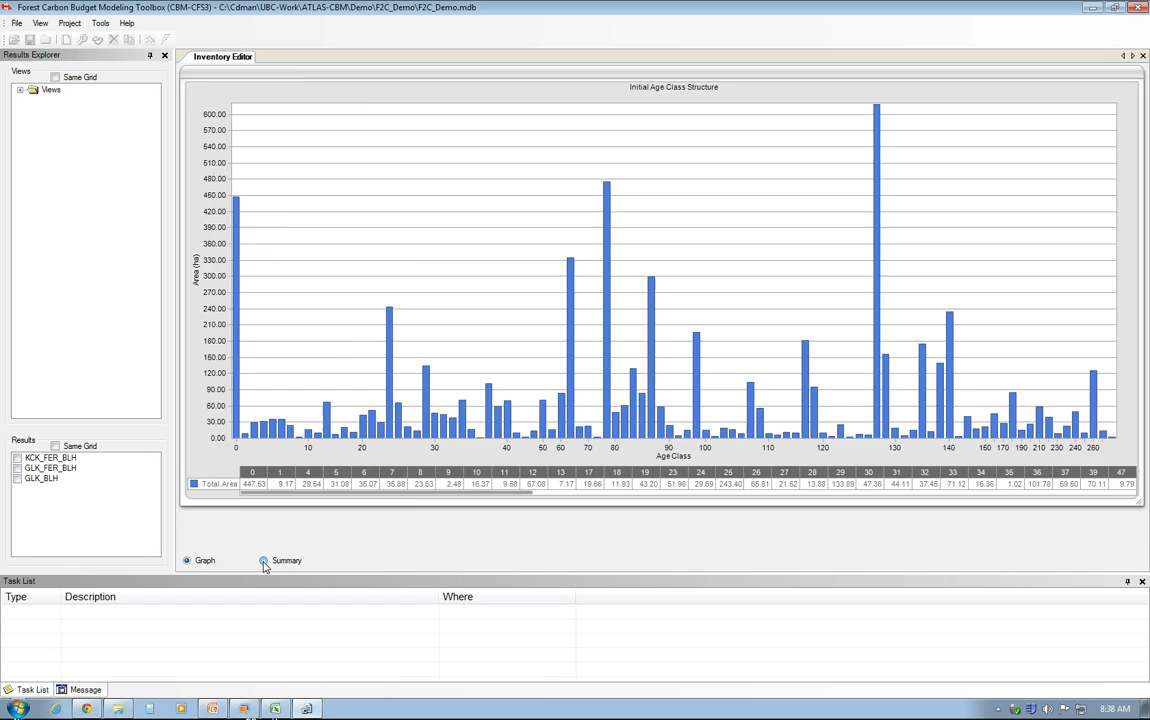 Forest Carbon Budget Modeling Toolbox (CBM-CFS3) - C:\Cdman\UBC-Work\ATLAS-CBM\Demo\F2C_Demo\F2C_Demo.mdb
File View Project Tools Help
Results Explorer
Inventory Editor
Views
Same Grid
Views
Initial Age Class Structure
600.00
570.00
540.00
510.00
480.00
450.00
420.00
390.00
360.00
330.00
300.00
270.00
240.00
210.00
180.00
150.00
120.00
90.00
60.00
30.00
0.00
Area (ha)
0 10 20 30 40 50 60 70 80 90 100 110 120 130 140 150 170 190 210 230 240 260
Age Class
0 1 4 5 6 7 8 9 10 11 12 13 17 18 19 23 24 25 26 27 28 29 30 31 32 33 34 35 36 37 39 47
Total Area 447.53 9.17 29.54 31.08 36.07 35.88 23.63 2.48 16.37 9.58 67.08 7.17 19.66 11.93 43.20 51.98 29.69 243.40 65.81 21.52 13.88 133.89 47.36 44.11 37.45 71.12 16.36 1.02 101.78 59.50 70.11 9.79
Results
Same Grid
KCK_FER_BLH
GLK_FER_BLH
GLK_BLH
Graph Summary
Task List
Type Description Where
Task List Message
8:38 AM